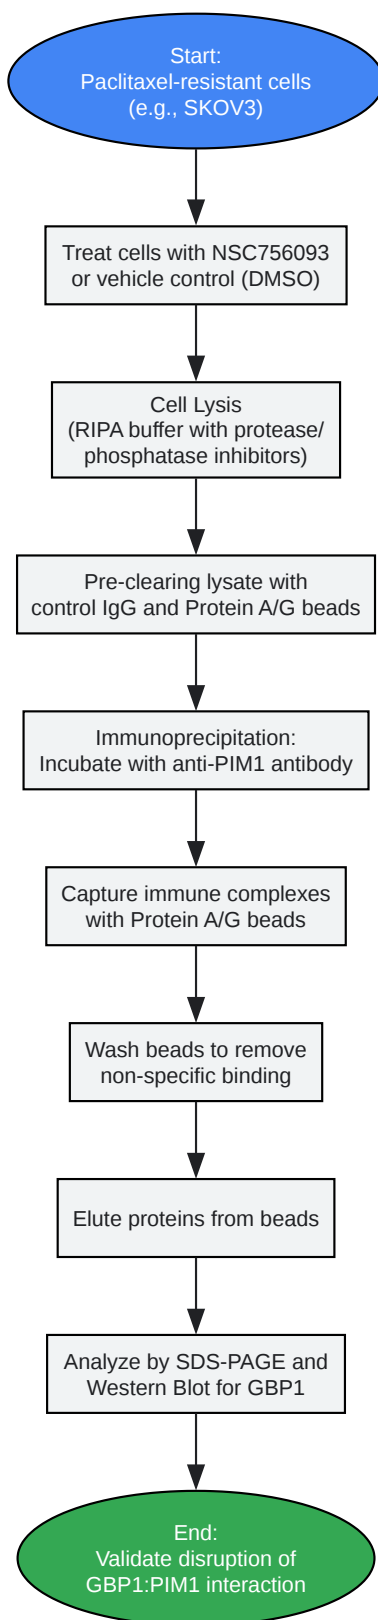 Start:
Paclitaxel-resistant cells
(e.g., SKOV3)
Treat cells with NSC756093
or vehicle control (DMSO)
Cell Lysis
(RIPA buffer with protease/
phosphatase inhibitors)
Pre-clearing lysate with
control IgG and Protein A/G beads
Immunoprecipitation:
Incubate with anti-PIM1 antibody
Capture immune complexes
with Protein A/G beads
Wash beads to remove
non-specific binding
Elute proteins from beads
Analyze by SDS-PAGE and
Western Blot for GBP1
End:
Validate disruption of
GBP1:PIM1 interaction